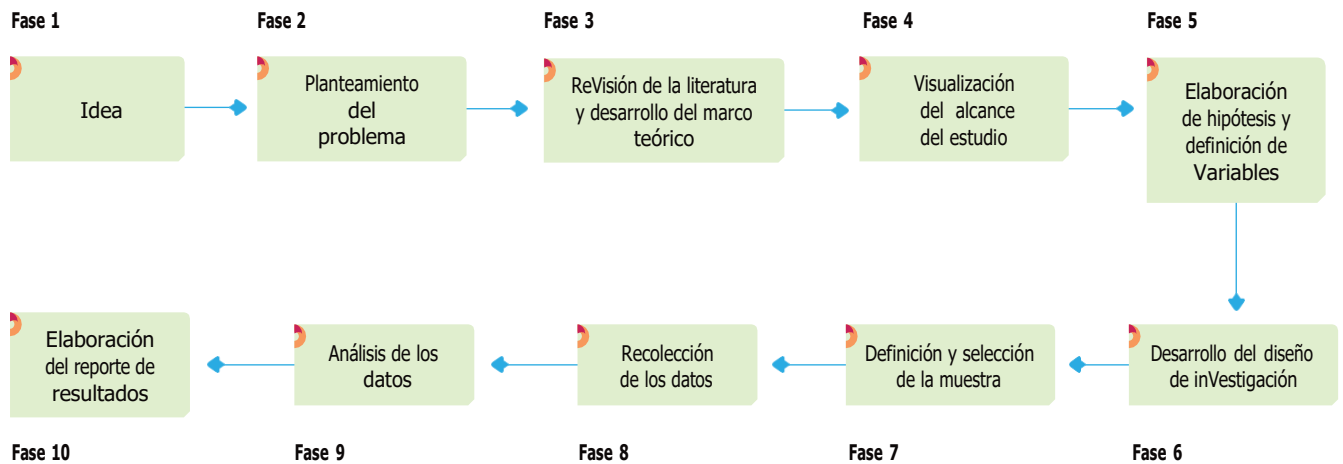 Fase 1
Idea
Fase 2
Planteamiento
del
problema
Fase 3
ReVisión de la literatura
y desarrollo del marco
teórico
Fase 4
Visualización
del alcance
del estudio
Fase 5
Elaboración
de hipótesis y
definición de
Variables
Desarrollo del diseño
de inVestigación
Fase 6
Definición y selección
de la muestra
Fase 7
Recolección
de los datos
Fase 8
Análisis de los
datos
Fase 9
Elaboración
del reporte de
resultados
Fase 10